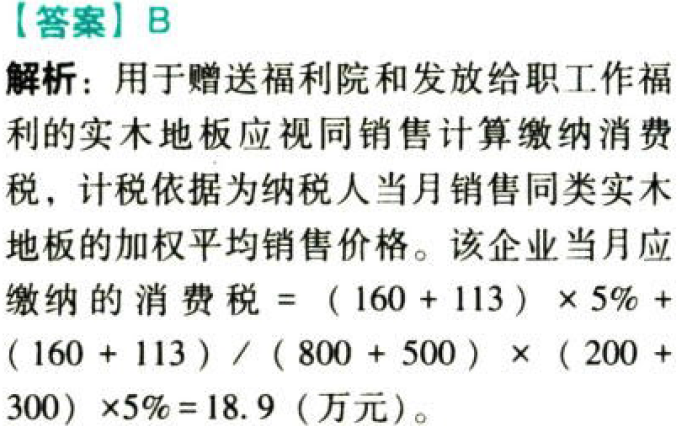 【答案】B
解析：用于赠送福利院和发放给职工作福
利的实木地板应视同销售计算缴纳消费
税，计税依据为纳税人当月销售同类实木
地板的加权平均销售价格。该企业当月应
缴纳的消费税 = （160 + 113） × 5% +
（160 + 113）/（800 + 500） ×（200 +
300）×5% = 18.9（万元）。